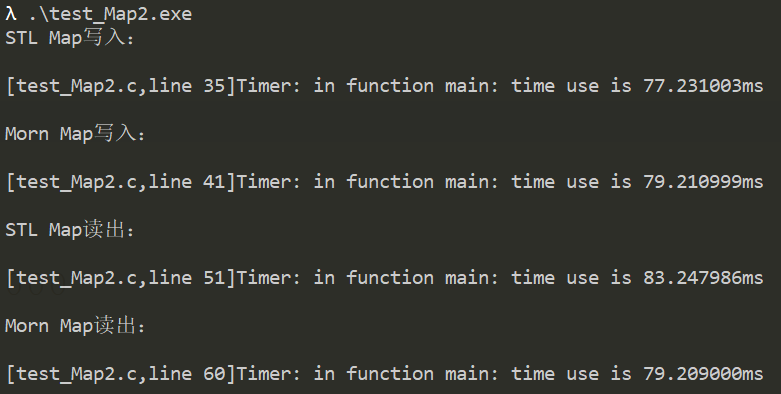 λ .\test_Map2.exe
STL Map写入：
[test_Map2.c,line 35]Timer: in function main: time use is 77.231003ms
Morn Map写入：
[test_Map2.c,line 41]Timer: in function main: time use is 79.210999ms
STL Map读出：
[test_Map2.c,line 51]Timer: in function main: time use is 83.247986ms
Morn Map读出：
[test_Map2.c,line 60]Timer: in function main: time use is 79.209000ms